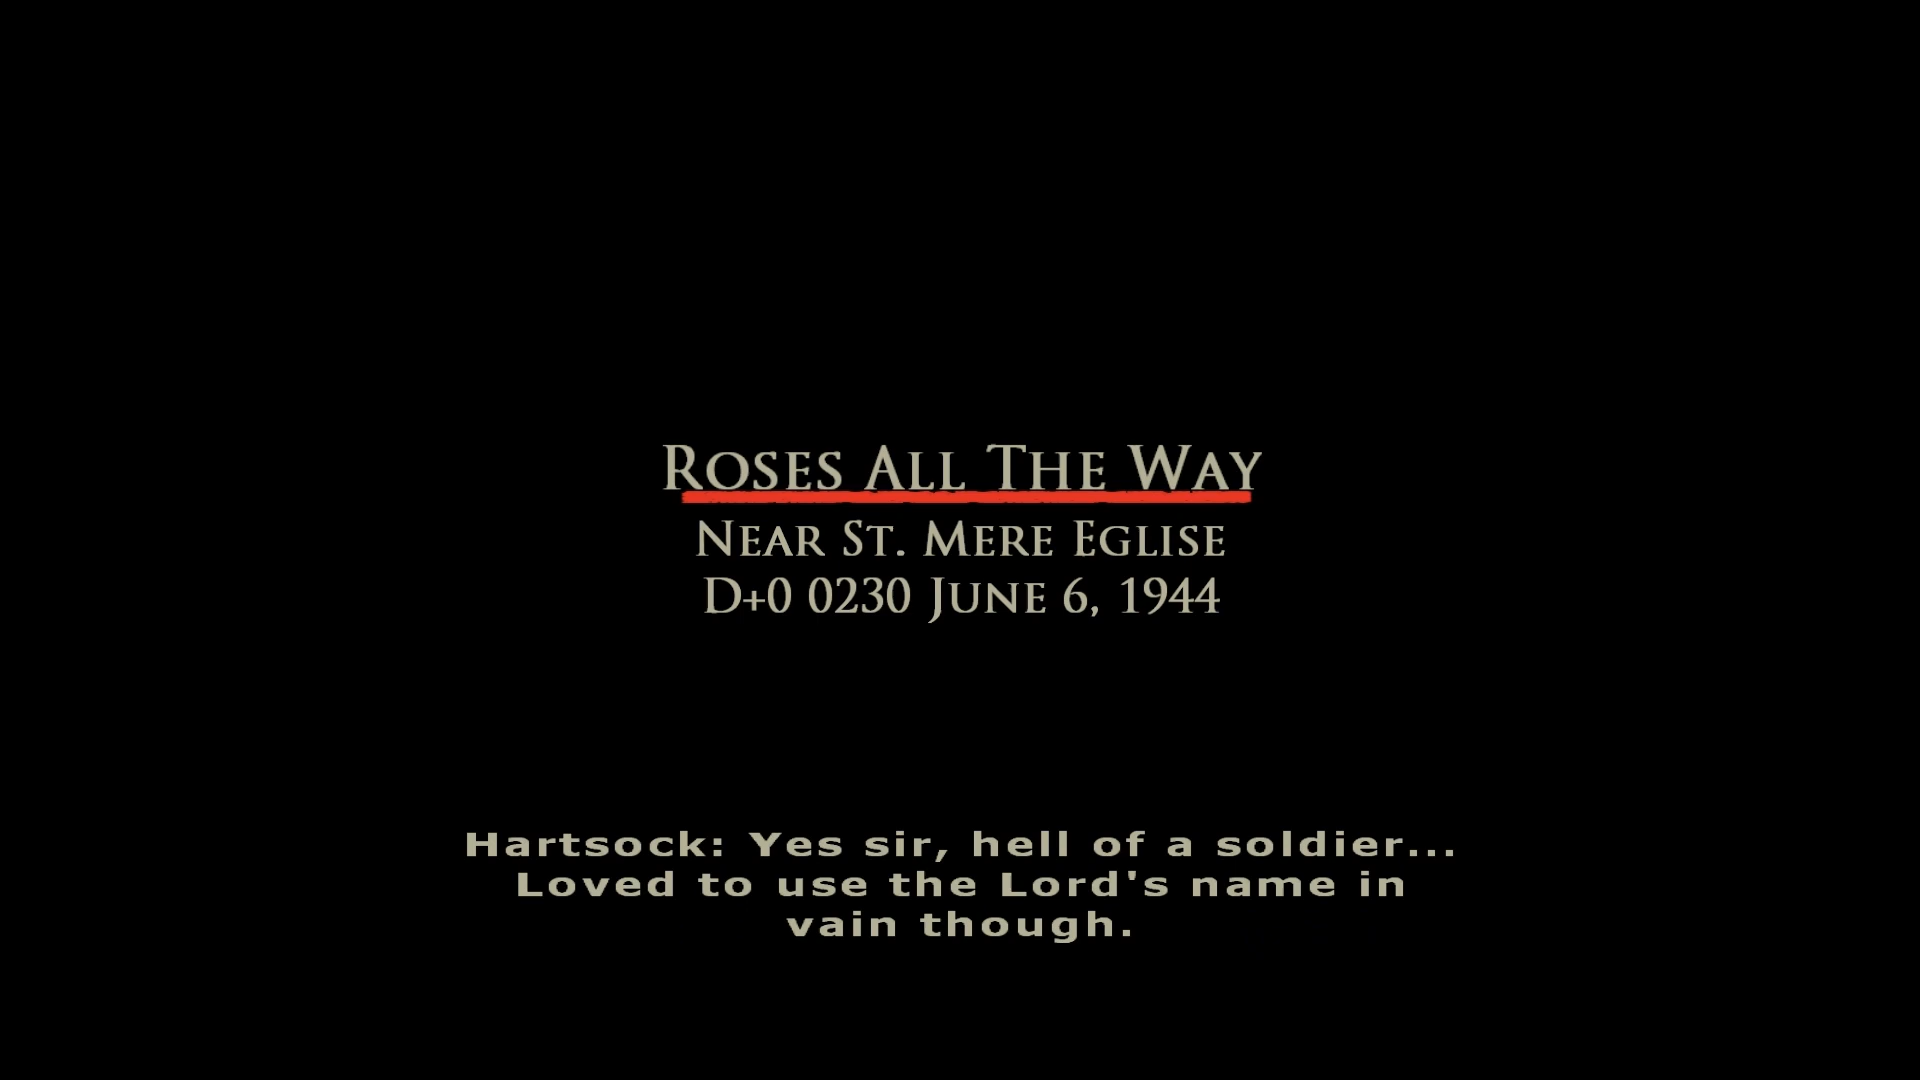 Roses All The Way
Near St. Mere Eglise
D+0 0230 June 6, 1944
Hartsock: Yes sir, hell of a soldier...
Loved to use the Lord's name in
vain though.